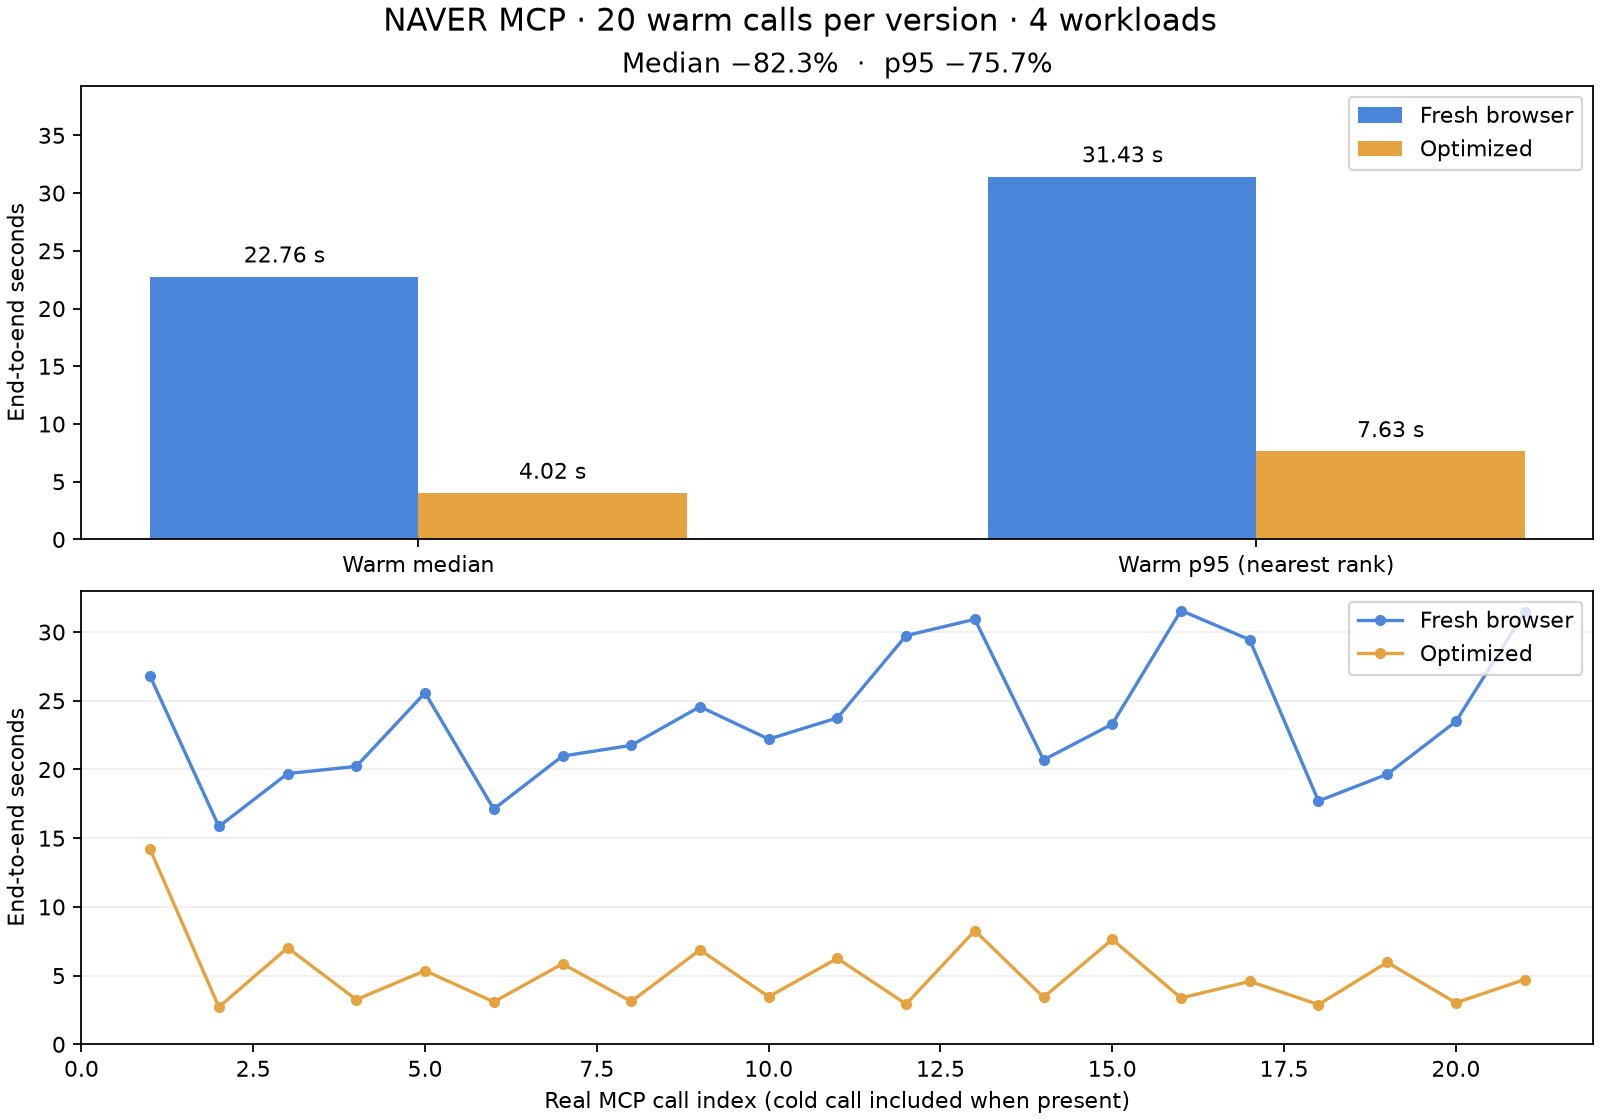 NAVER MCP · 20 warm calls per version · 4 workloads
Median −82.3%  ·  p95 −75.7%
End-to-end seconds
35
30
25
20
15
10
5
0
Fresh browser
Optimized
22.76 s
4.02 s
31.43 s
7.63 s
Warm median
Warm p95 (nearest rank)
End-to-end seconds
30
25
20
15
10
5
0
Fresh browser
Optimized
0.0 2.5 5.0 7.5 10.0 12.5 15.0 17.5 20.0
Real MCP call index (cold call included when present)